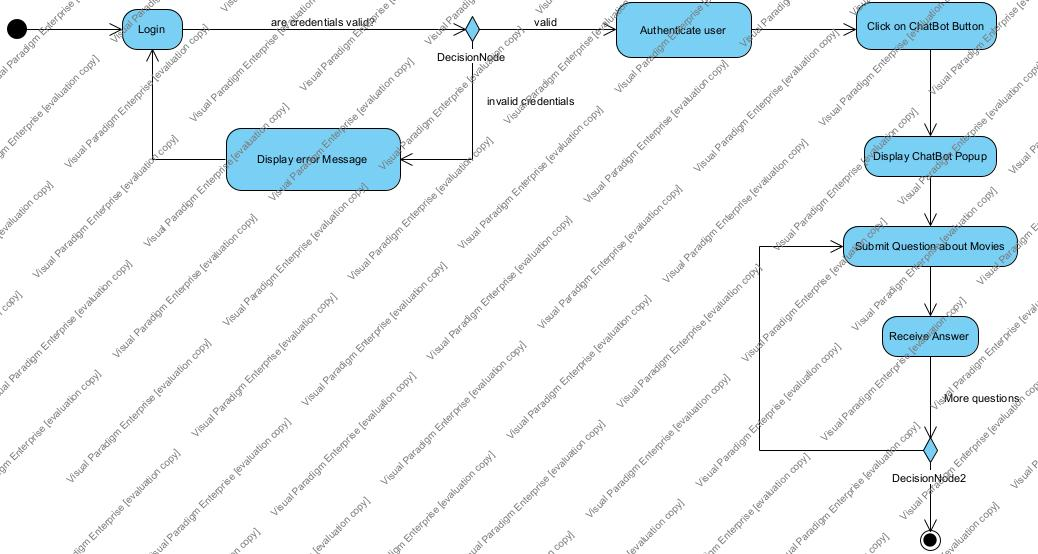 Login
are credentials valid?
valid
Authenticate user
Click on ChatBot Button
DecisionNode
invalid credentials
Display error Message
Display ChatBot Popup
Submit Question about Movies
Receive Answer
More questions
DecisionNode2
Visual Paradigm Enterprise [evaluation copy]